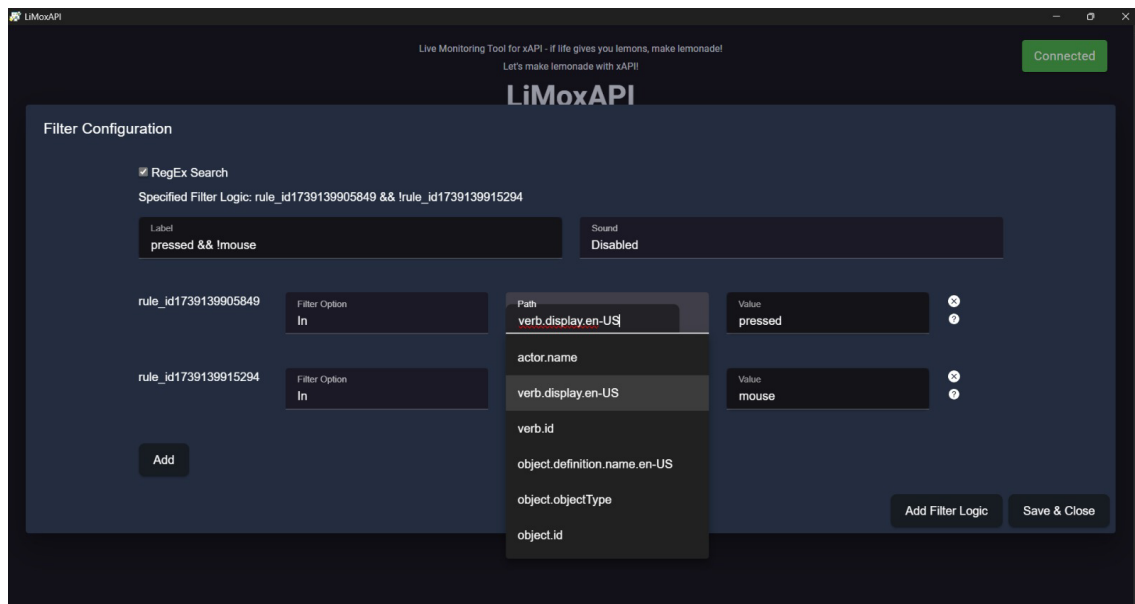 LiMoxAPI
Live Monitoring Tool for xAPI - if life gives you lemons, make lemonade!
Let's make lemonade with xAPI!
Connected
LiMoxAPI
Filter Configuration
RegEx Search
Specified Filter Logic: rule_id1739139905849 && !rule_id1739139915294
Label
pressed && !mouse
Sound
Disabled
rule_id1739139905849
Filter Option
In
Path
verb.display.en-US
Value
pressed
rule_id1739139915294
Filter Option
In
Value
mouse
actor.name
verb.display.en-US
verb.id
object.definition.name.en-US
object.objectType
object.id
Add
Add Filter Logic
Save & Close